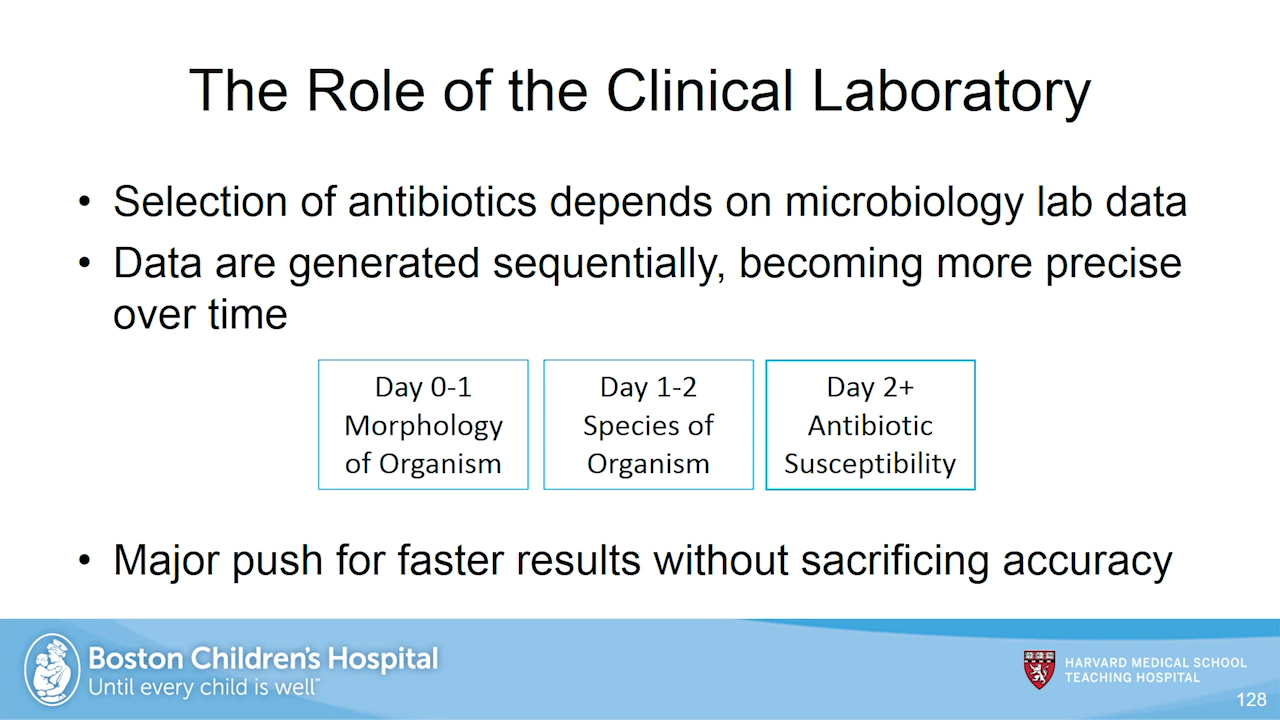 The Role of the Clinical Laboratory
• Selection of antibiotics depends on microbiology lab data
• Data are generated sequentially, becoming more precise
over time
Day 0-1
Morphology
of Organism
Day 1-2
Species of
Organism
Day 2+
Antibiotic
Susceptibility
• Major push for faster results without sacrificing accuracy
Boston Children's Hospital
Until every child is well™
HARVARD MEDICAL SCHOOL
TEACHING HOSPITAL
128